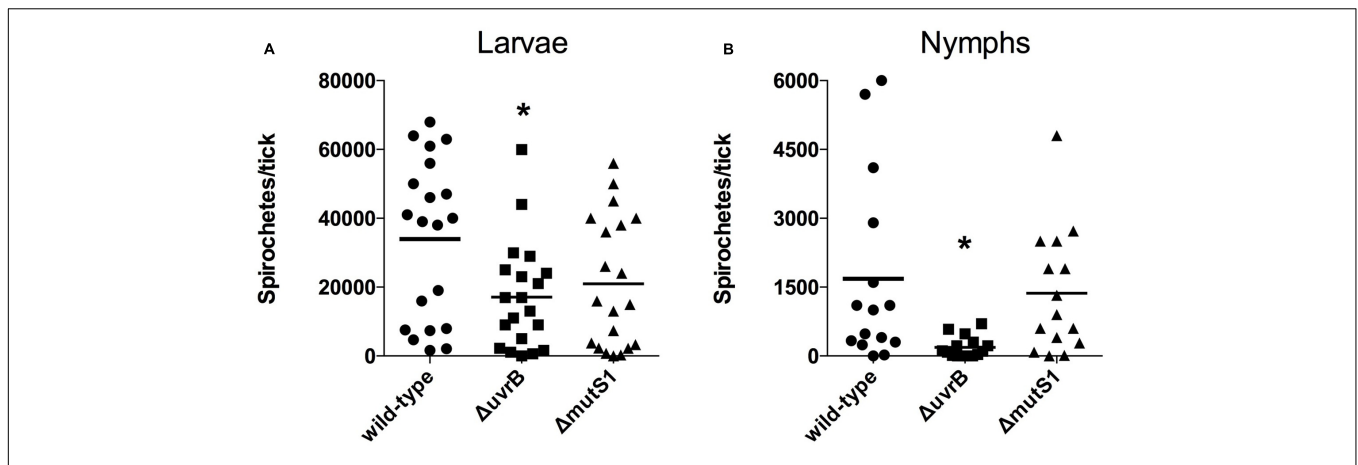 A
Larvae
80000
60000
40000
20000
0
Spirochetes/tick
*
wild-type
ΔuvrB
ΔmutS1
B
Nymphs
6000
4500
3000
1500
0
Spirochetes/tick
*
wild-type
ΔuvrB
ΔmutS1